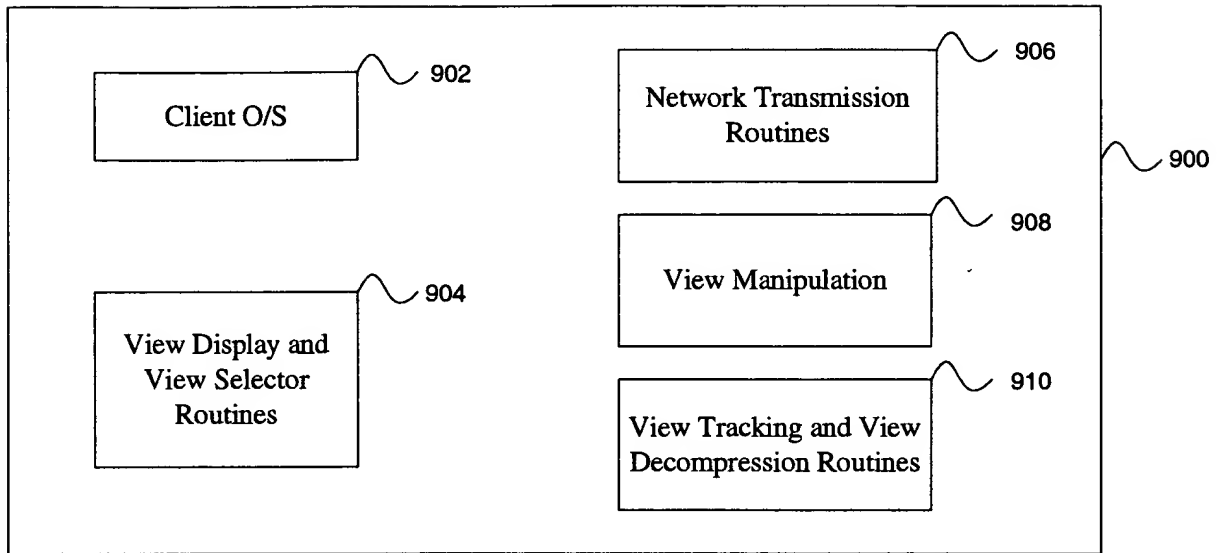 Client O/S
902
View Display and
View Selector
Routines
904
Network Transmission
Routines
906
View Manipulation
908
View Tracking and View
Decompression Routines
910
900